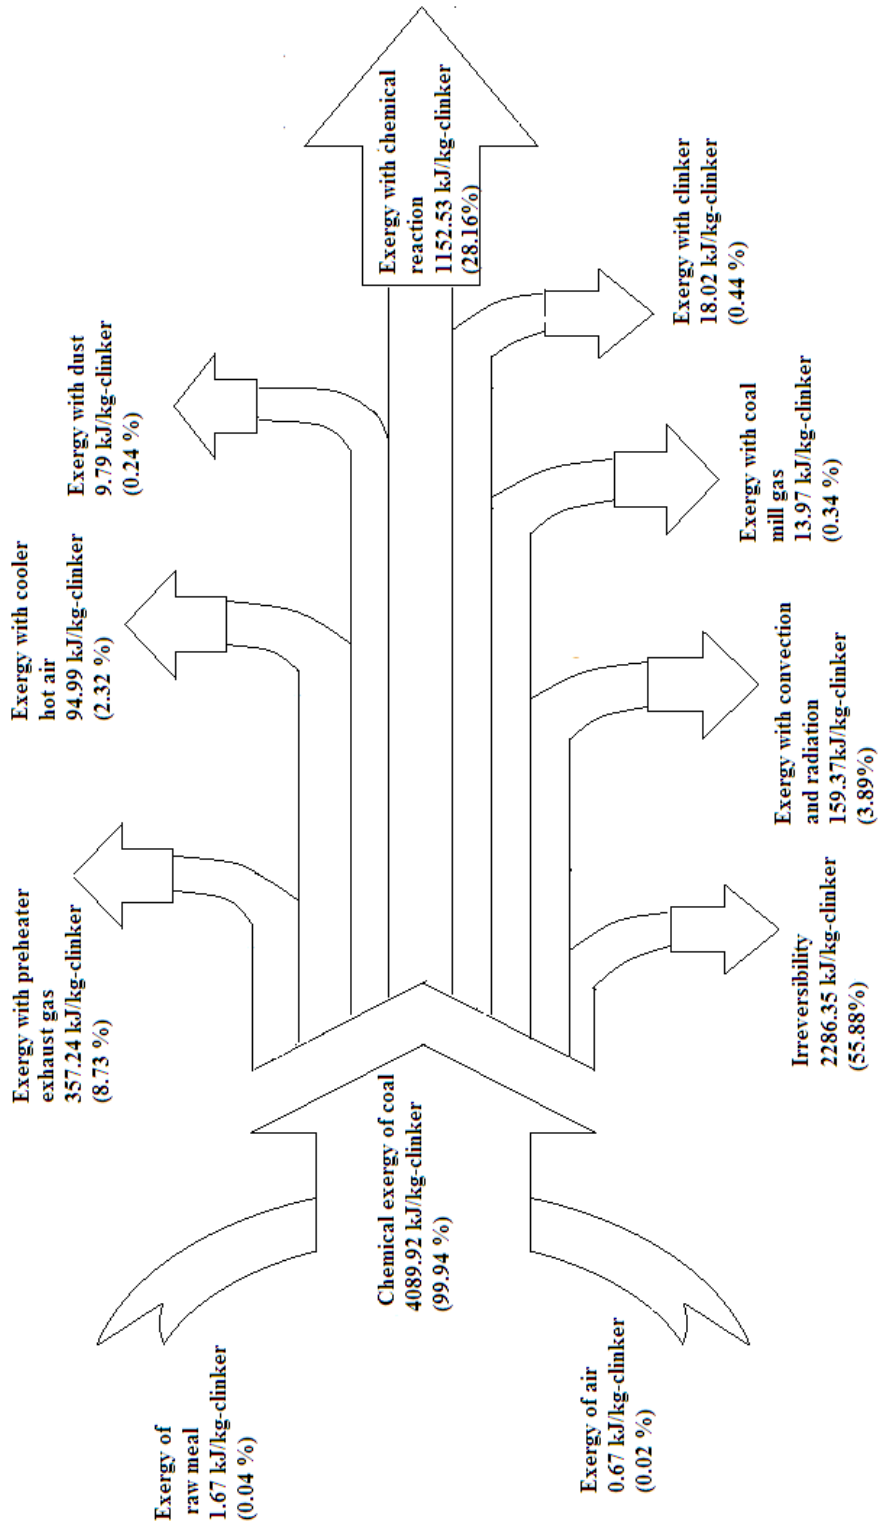 Exergy of
raw meal
1.67 kJ/kg-clinker
(0.04 %)
Chemical exergy of coal
4089.92 kJ/kg-clinker
(99.94 %)
Exergy of air
0.67 kJ/kg-clinker
(0.02 %)
Exergy with preheater
exhaust gas
357.24 kJ/kg-clinker
(8.73 %)
Exergy with cooler
hot air
94.99 kJ/kg-clinker
(2.32 %)
Exergy with dust
9.79 kJ/kg-clinker
(0.24 %)
Exergy with chemical
reaction
1152.53 kJ/kg-clinker
(28.16%)
Irreversibility
2286.35 kJ/kg-clinker
(55.88%)
Exergy with convection
and radiation
159.37kJ/kg-clinker
(3.89%)
Exergy with coal
mill gas
13.97 kJ/kg-clinker
(0.34 %)
Exergy with clinker
18.02 kJ/kg-clinker
(0.44 %)